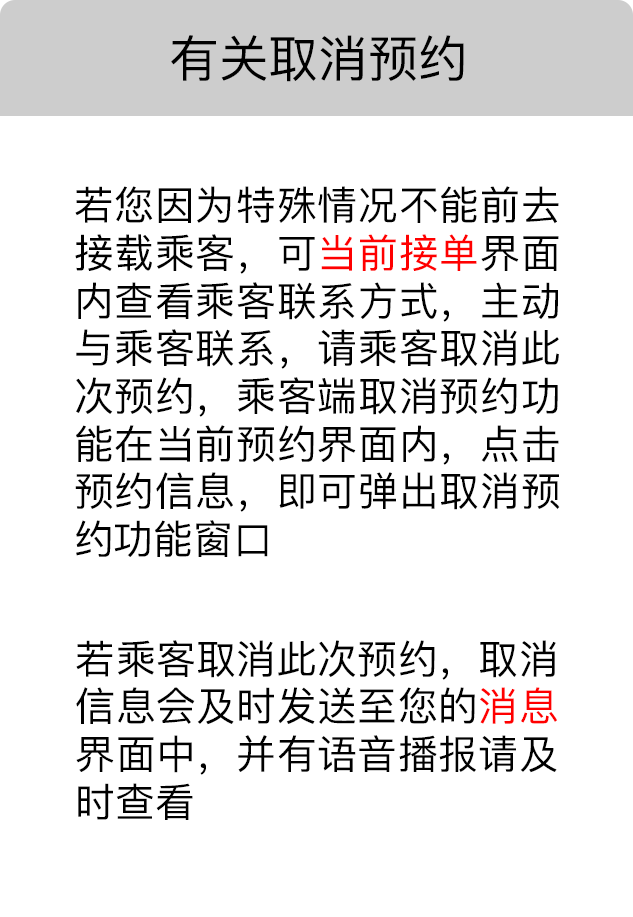 有关取消预约
若您因为特殊情况不能前去
接载乘客，可当前接单界面
内查看乘客联系方式，主动
与乘客联系，请乘客取消此
次预约，乘客端取消预约功
能在当前预约界面内，点击
预约信息，即可弹出取消预
约功能窗口
若乘客取消此次预约，取消
信息会及时发送至您的消息
界面中，并有语音播报请及
时查看